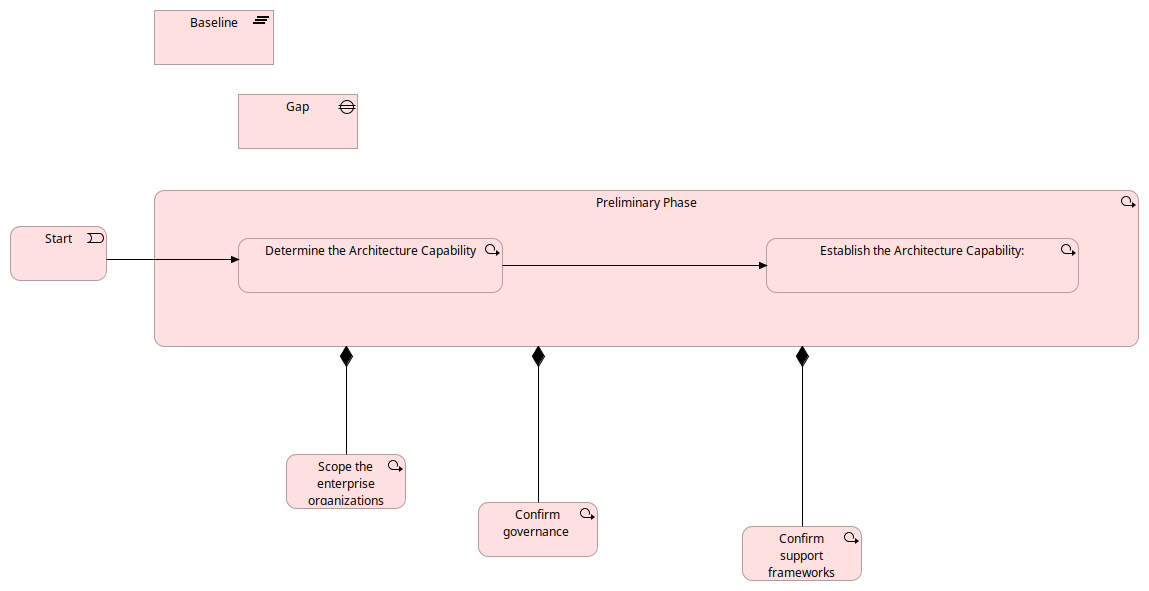 Baseline
Gap
Preliminary Phase
Start
Determine the Architecture Capability
Establish the Architecture Capability:
Scope the
enterprise
organizations
Confirm
governance
Confirm
support
frameworks